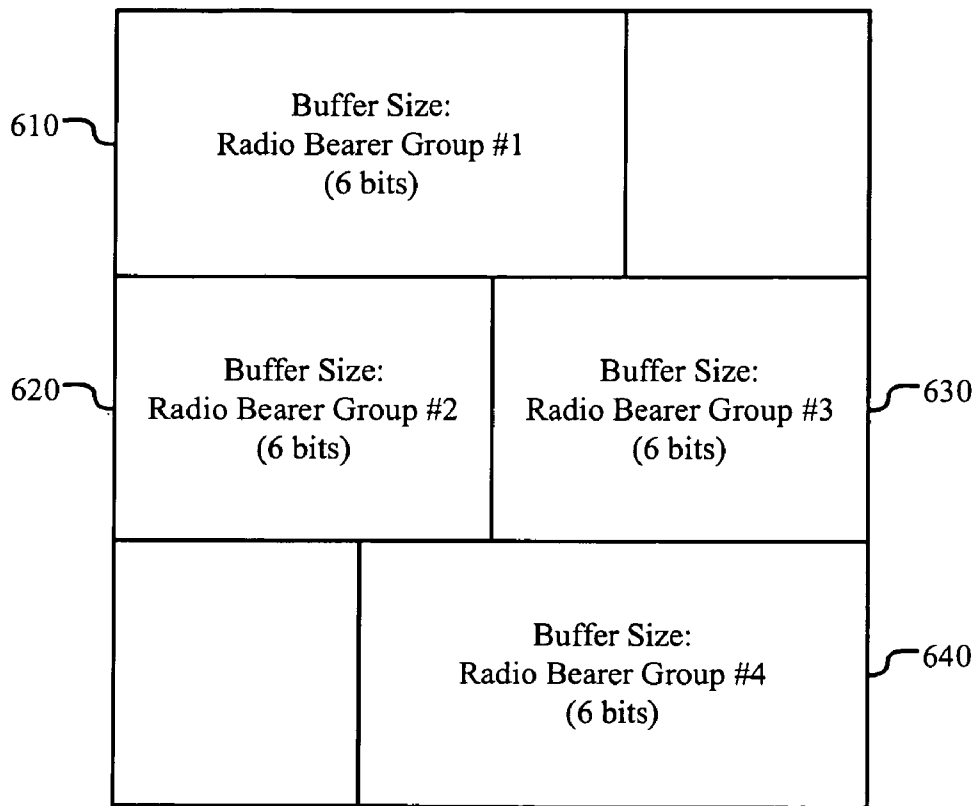 610
Buffer Size:
Radio Bearer Group #1
(6 bits)
620
Buffer Size:
Radio Bearer Group #2
(6 bits)
Buffer Size:
Radio Bearer Group #3
(6 bits)
630
Buffer Size:
Radio Bearer Group #4
(6 bits)
640